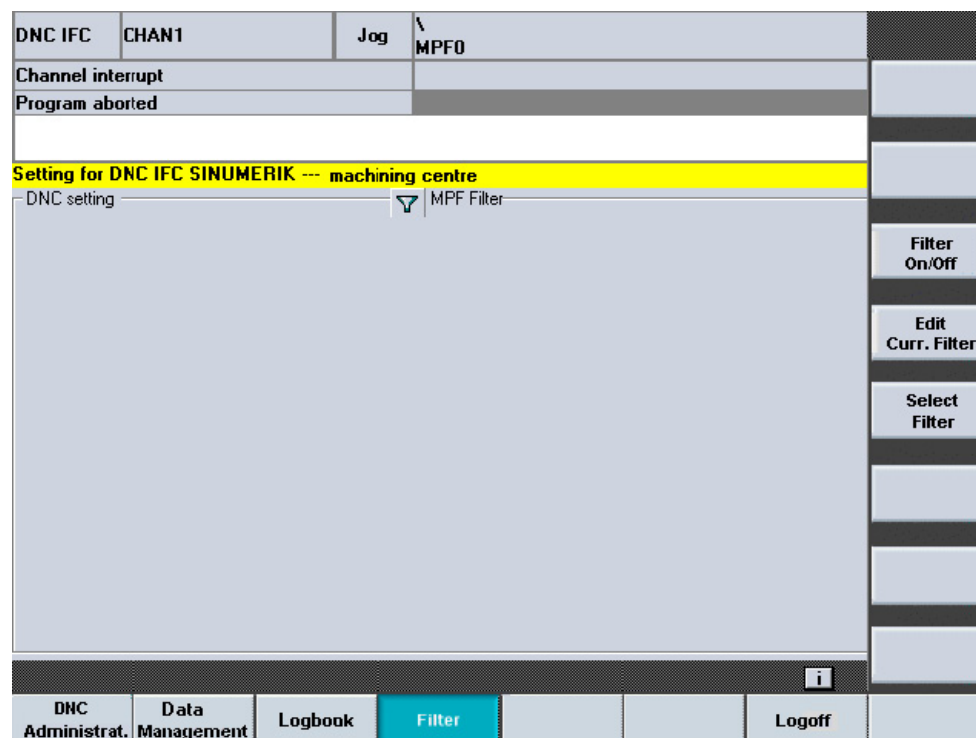 DNC IFC CHAN1 Jog \
MPF0
Channel interrupt
Program aborted
Setting for DNC IFC SINUMERIK --- machining centre
DNC setting MPF Filter
Filter
On/Off
Edit
Curr. Filter
Select
Filter
i
DNC
Administrat.
Data
Management
Logbook
Filter
Logoff